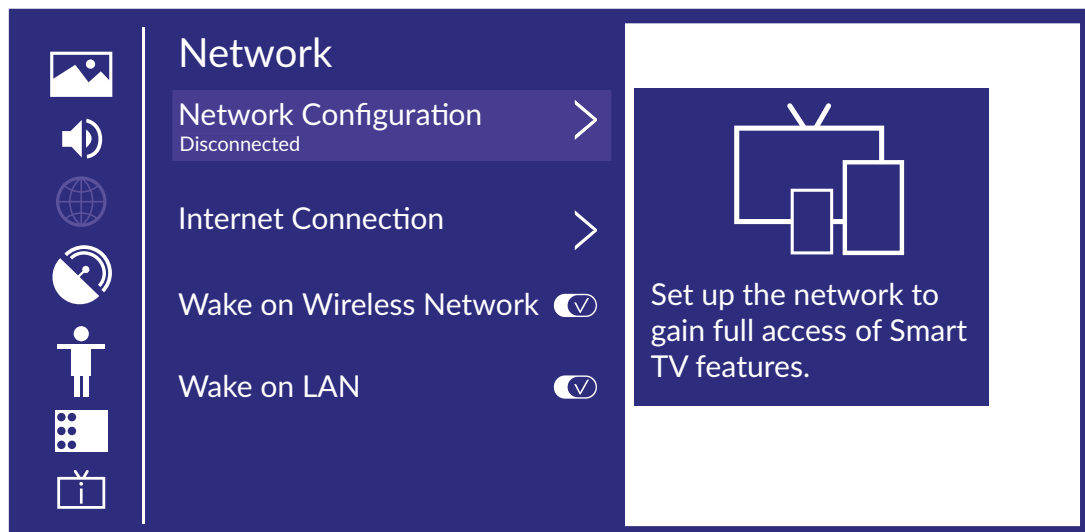 Network
Network Configuration
Disconnected
Internet Connection
Wake on Wireless Network
Wake on LAN
Set up the network to
gain full access of Smart
TV features.
i